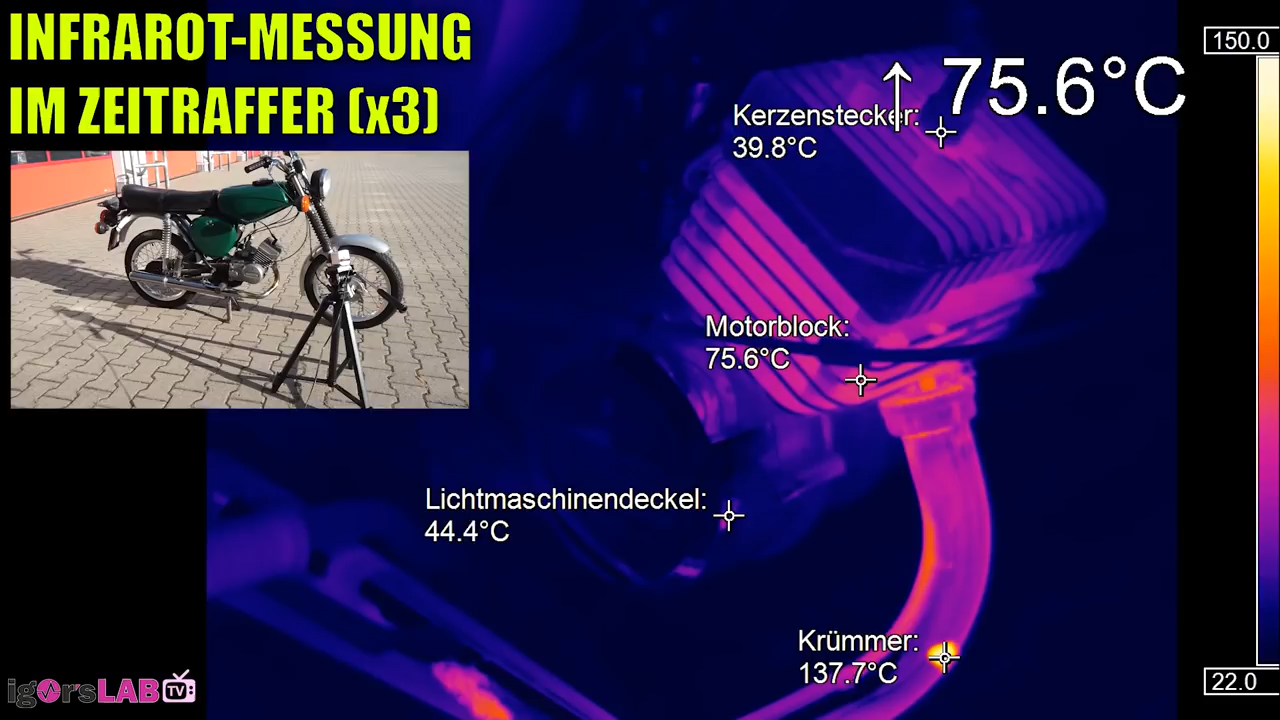 INFRAROT-MESSUNG
IM ZEITRAFFER (x3)
150.0
↑ 75.6°C
Kerzenstecker:
39.8°C
Motorblock:
75.6°C
Lichtmaschinendeckel:
44.4°C
Krümmer:
137.7°C
igorsLAB TV
22.0